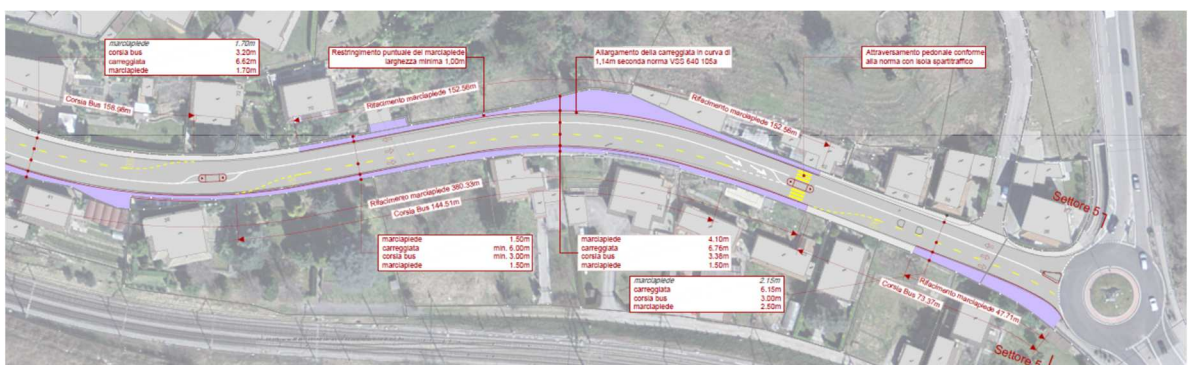 marciapiede 1.70m
corsia bus 3.20m
carreggiata 6.62m
marciapiede 1.70m
Restringimento puntuale del marciapiede
larghezza minima 1,00m
Allargamento della carreggiata in curva di
1,14m seconda norma VSS 640 105a
Attraversamento pedonale conforme
alla norma con isola spartitraffico
Corsia Bus 158.98m
Rifacimento marciapiede 152.56m
Rifacimento marciapiede 152.56m
Rifacimento marciapiede 380.33m
Corsia Bus 144.51m
Settore 5
marciapiede 1.50m
carreggiata min. 6.00m
corsia bus min. 3.00m
marciapiede 1.50m
marciapiede 4.10m
carreggiata 6.76m
corsia bus 3.38m
marciapiede 1.50m
marciapiede 2.15m
carreggiata 6.15m
corsia bus 3.00m
marciapiede 2.50m
Rifacimento marciapiede 47.71m
Corsia Bus 73.37m
Settore 5